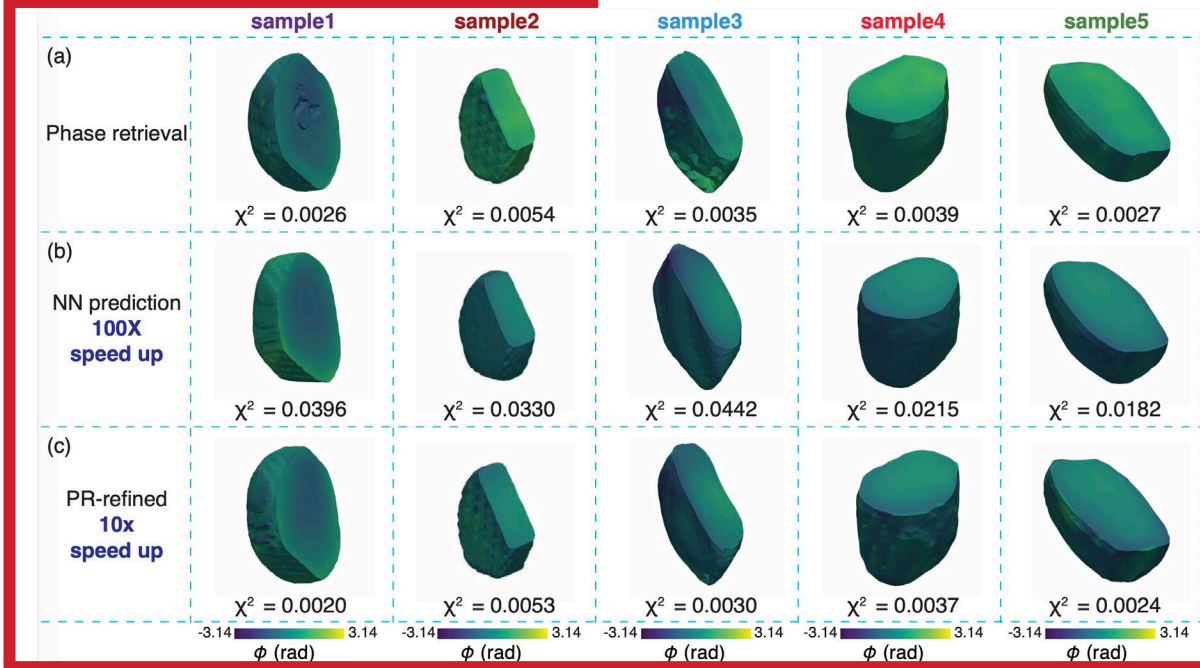 sample1 sample2 sample3 sample4 sample5
(a)
Phase retrieval
χ² = 0.0026 χ² = 0.0054 χ² = 0.0035 χ² = 0.0039 χ² = 0.0027
(b)
NN prediction
100X
speed up
χ² = 0.0396 χ² = 0.0330 χ² = 0.0442 χ² = 0.0215 χ² = 0.0182
(c)
PR-refined
10x
speed up
χ² = 0.0020 χ² = 0.0053 χ² = 0.0030 χ² = 0.0037 χ² = 0.0024
-3.14 3.14 -3.14 3.14 -3.14 3.14 -3.14 3.14 -3.14 3.14
ϕ (rad) ϕ (rad) ϕ (rad) ϕ (rad) ϕ (rad)